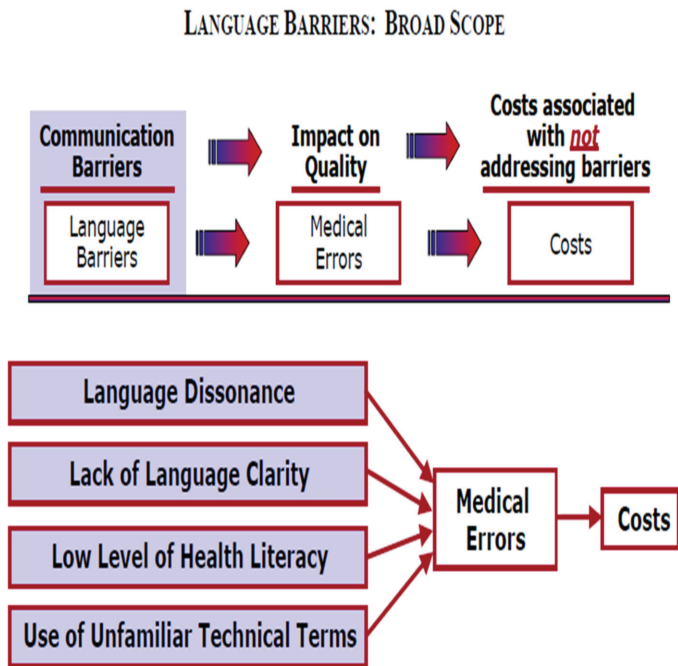 LANGUAGE BARRIERS: BROAD SCOPE
Communication
Barriers
Impact on
Quality
Costs associated
with not
addressing barriers
Language
Barriers
Medical
Errors
Costs
Language Dissonance
Lack of Language Clarity
Low Level of Health Literacy
Use of Unfamiliar Technical Terms
Medical
Errors
Costs